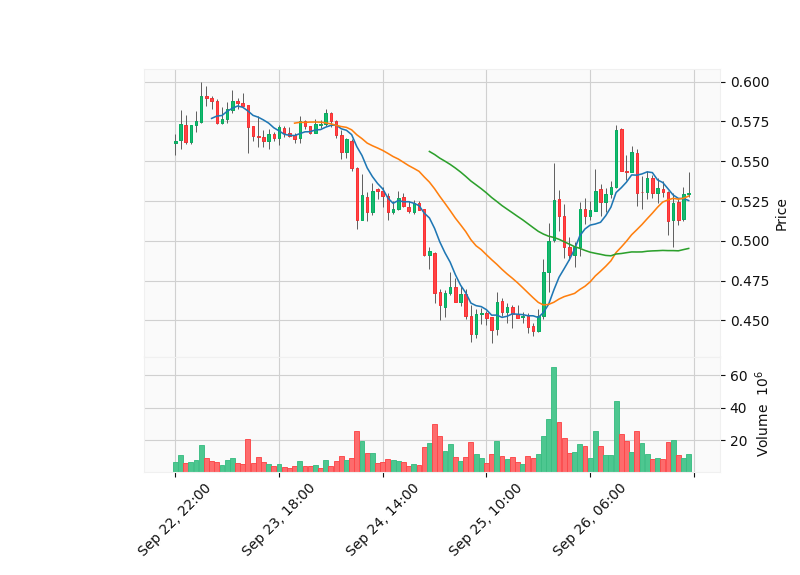 0.600
0.575
0.550
0.525
0.500
0.475
0.450
Price
60
40
20
Volume 10⁶
Sep 22, 22:00
Sep 23, 18:00
Sep 24, 14:00
Sep 25, 10:00
Sep 26, 06:00